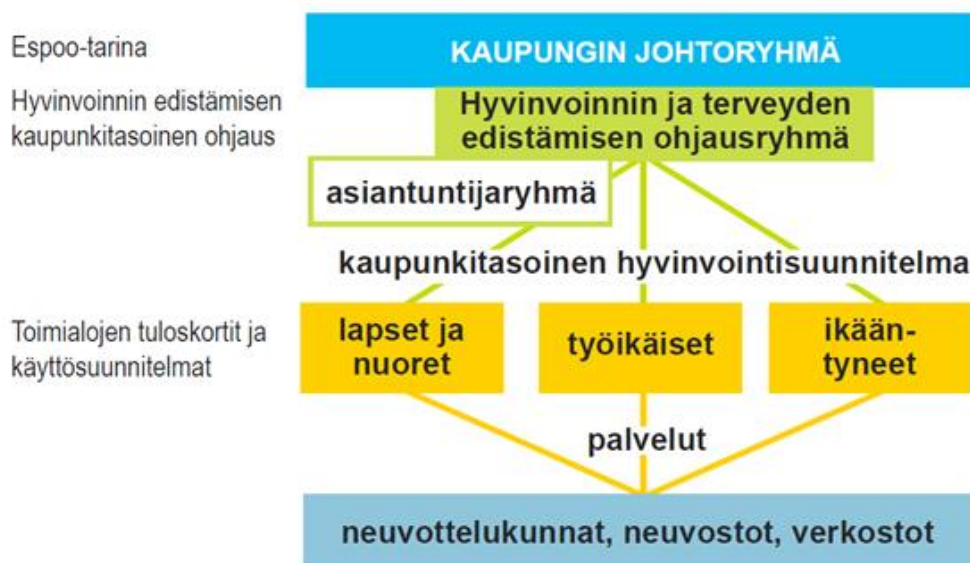 Espoo-tarina
KAUPUNGIN JOHTORYHMÄ
Hyvinvoinnin edistämisen
kaupunkitasoinen ohjaus
Hyvinvoinnin ja terveyden
edistämisen ohjausryhmä
asiantuntijaryhmä
kaupunkitasoinen hyvinvointisuunnitelma
Toimialojen tuloskortit ja
käyttösuunnitelmat
lapset ja
nuoret
työikäiset
ikään-
tyneet
palvelut
neuvottelukunnat, neuvostot, verkostot